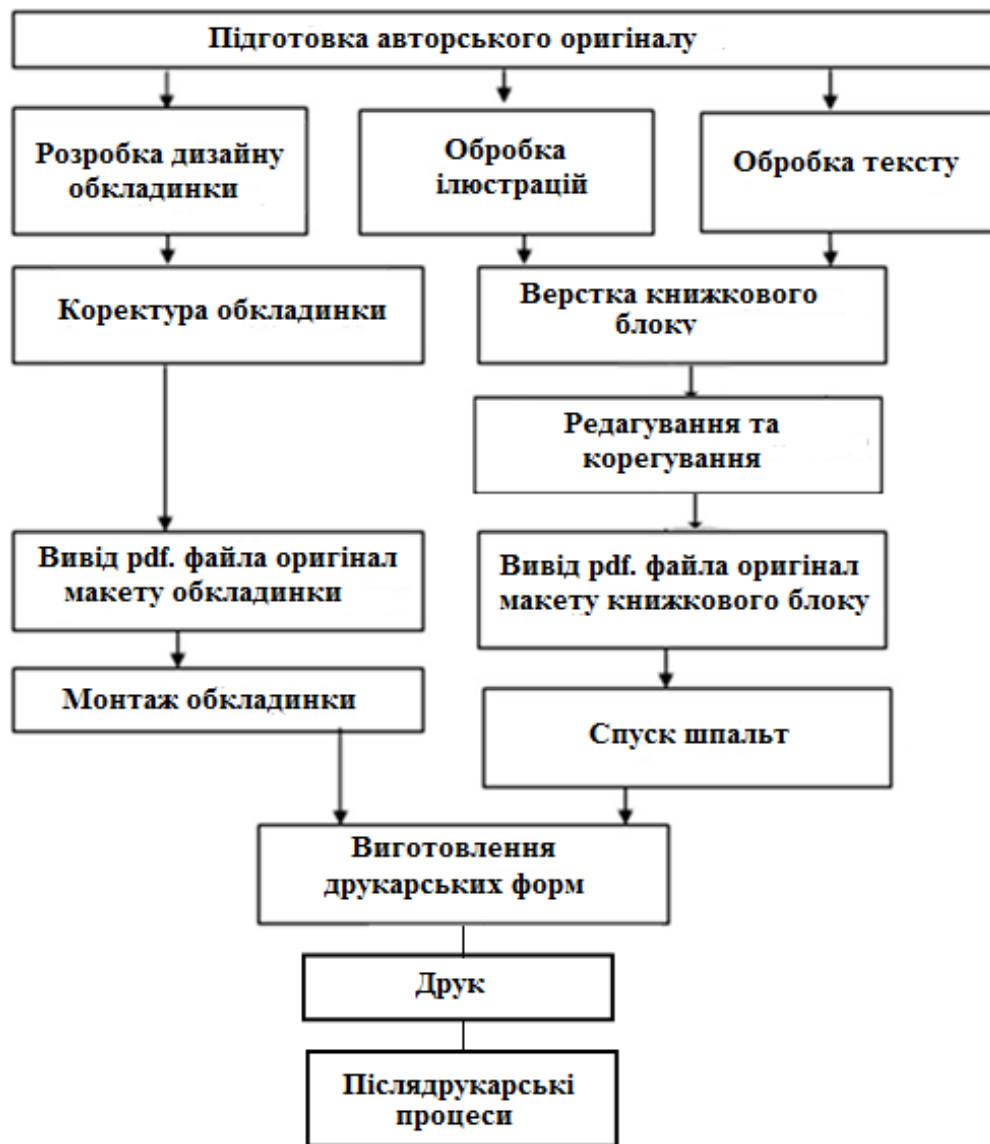 Підготовка авторського оригіналу
Розробка дизайну
обкладинки
Обробка
ілюстрацій
Обробка тексту
Коректура обкладинки
Верстка книжкового
блоку
Редагування та
корегування
Вивід pdf. файла оригінал
макету обкладинки
Вивід pdf. файла оригінал
макету книжкового блоку
Монтаж обкладинки
Спуск шпальт
Виготовлення
друкарських форм
Друк
Післядрукарські
процеси